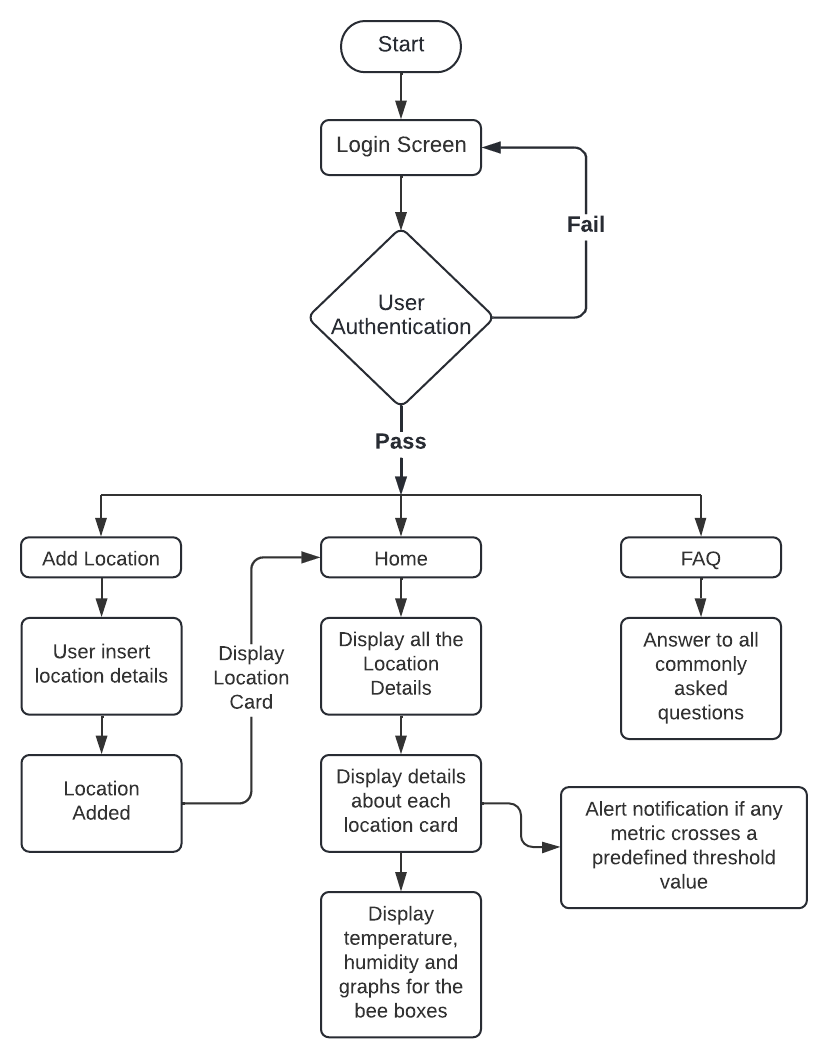 Start
Login Screen
Fail
User
Authentication
Pass
Add Location
Home
FAQ
User insert
location details
Display
Location
Card
Display all the
Location
Details
Answer to all
commonly
asked
questions
Location
Added
Display details
about each
location card
Alert notification if any
metric crosses a
predefined threshold
value
Display
temperature,
humidity and
graphs for the
bee boxes